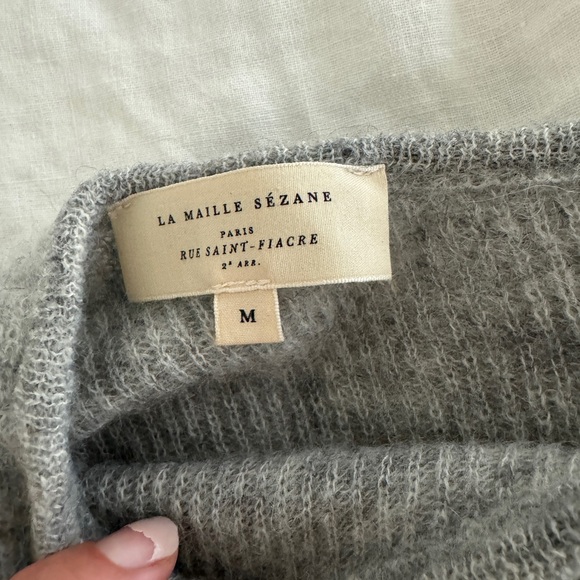 LA MAILLE SÉZANE
PARIS
RUE SAINT-FIACRE
2ᵉ ARR.
M